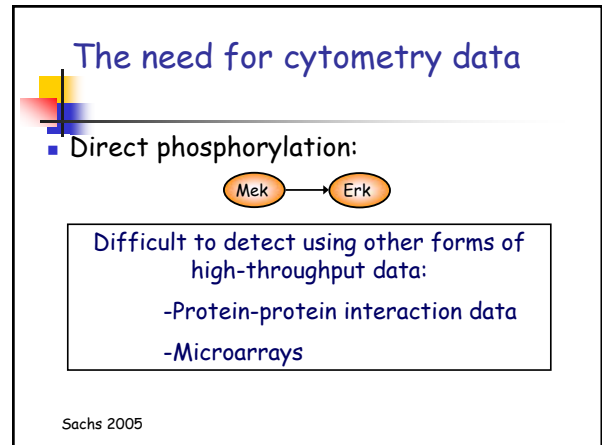 The need for cytometry data
Direct phosphorylation:
Mek Erk
Difficult to detect using other forms of
high-throughput data:
-Protein-protein interaction data
-Microarrays
Sachs 2005